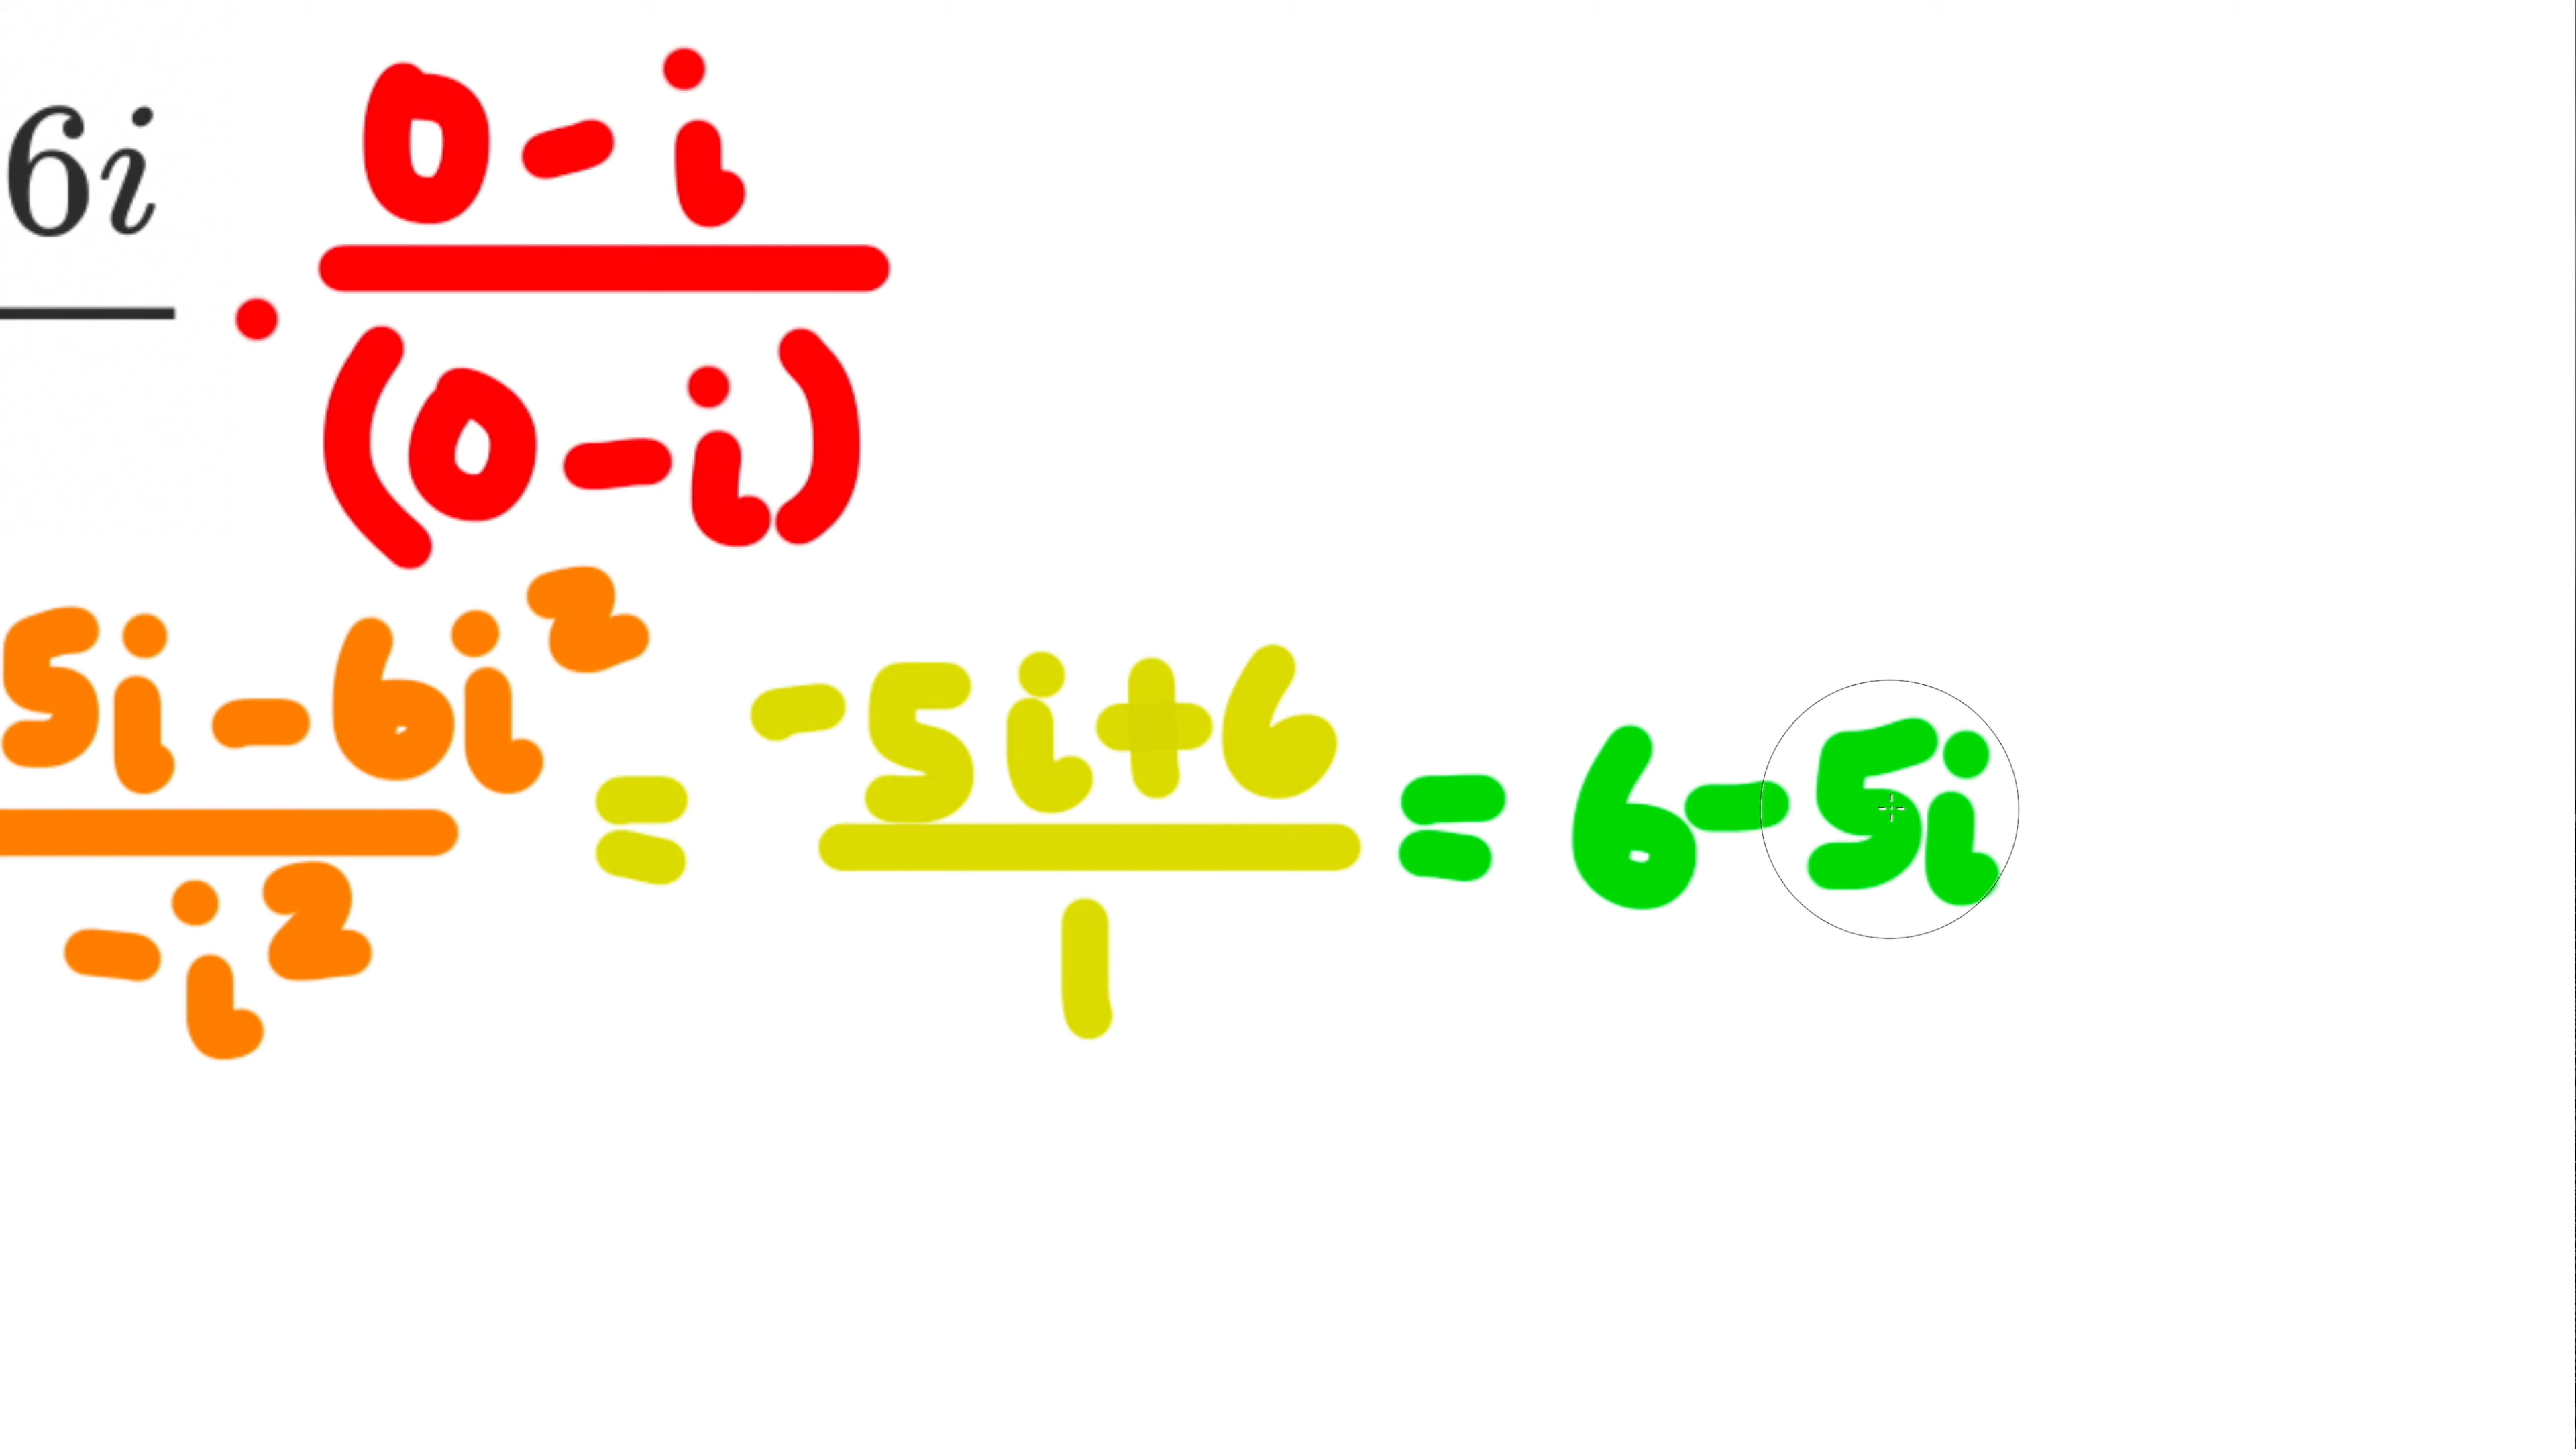 6i · 0-i
(0-i)
5i-6i² = -5i+6 = 6-5i
-i² 1